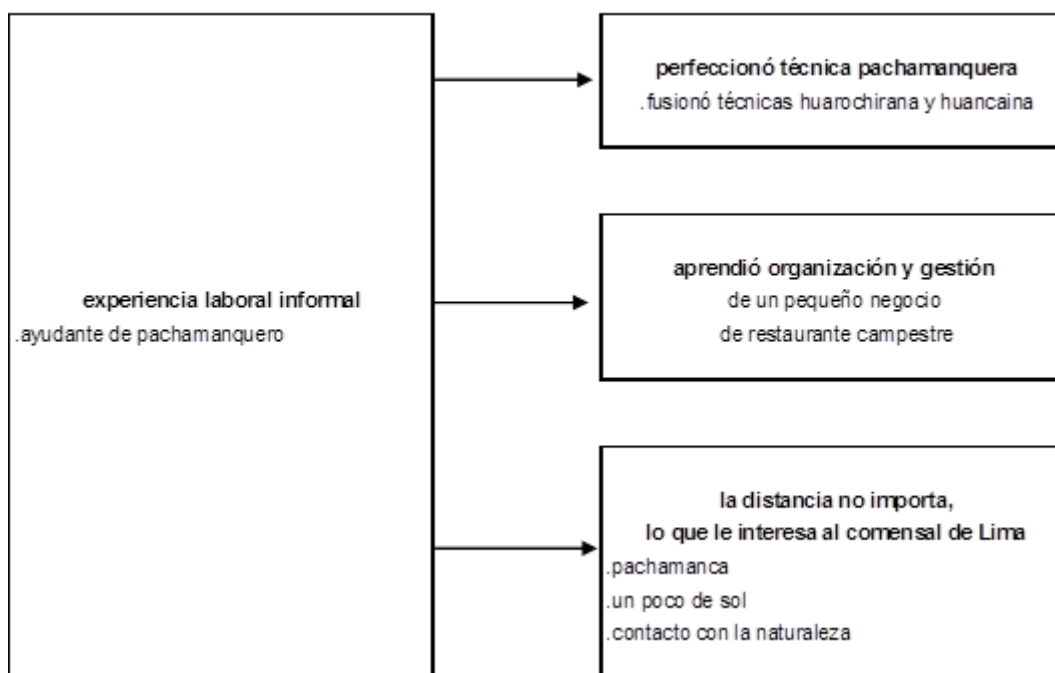 experiencia laboral informal
.ayudante de pachamanquero
perfeccionó técnica pachamanquera
.fusionó técnicas huarochirana y huancaina
aprendió organización y gestión
de un pequeño negocio
de restaurante campestre
la distancia no importa,
lo que le interesa al comensal de Lima
.pachamanca
.un poco de sol
.contacto con la naturaleza